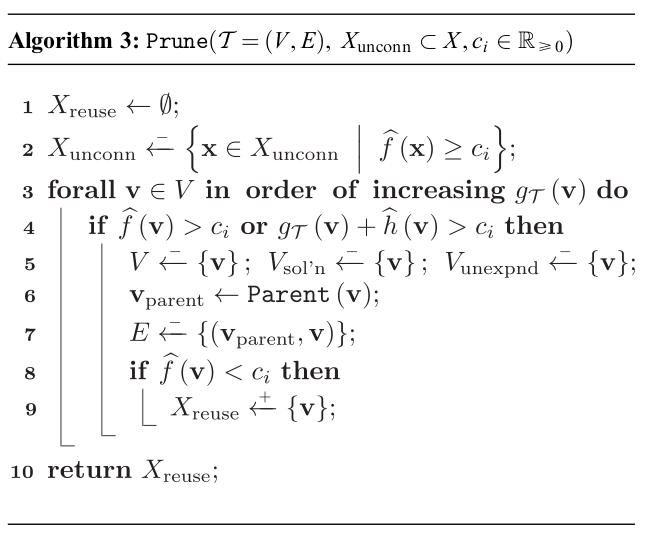 Algorithm 3: Prune(𝒯 = (V, E), X_unconn ⊂ X, c_i ∈ ℝ_⩾0)
1 X_reuse ← ∅;
2 X_unconn ←⁻ {x ∈ X_unconn | f̂(x) ≥ c_i};
3 forall v ∈ V in order of increasing g_𝒯(v) do
4 if f̂(v) > c_i or g_𝒯(v) + ĥ(v) > c_i then
5 V ←⁻ {v}; V_sol'n ←⁻ {v}; V_unexpnd ←⁻ {v};
6 v_parent ← Parent(v);
7 E ←⁻ {(v_parent, v)};
8 if f̂(v) < c_i then
9 X_reuse ←⁺ {v};
10 return X_reuse;